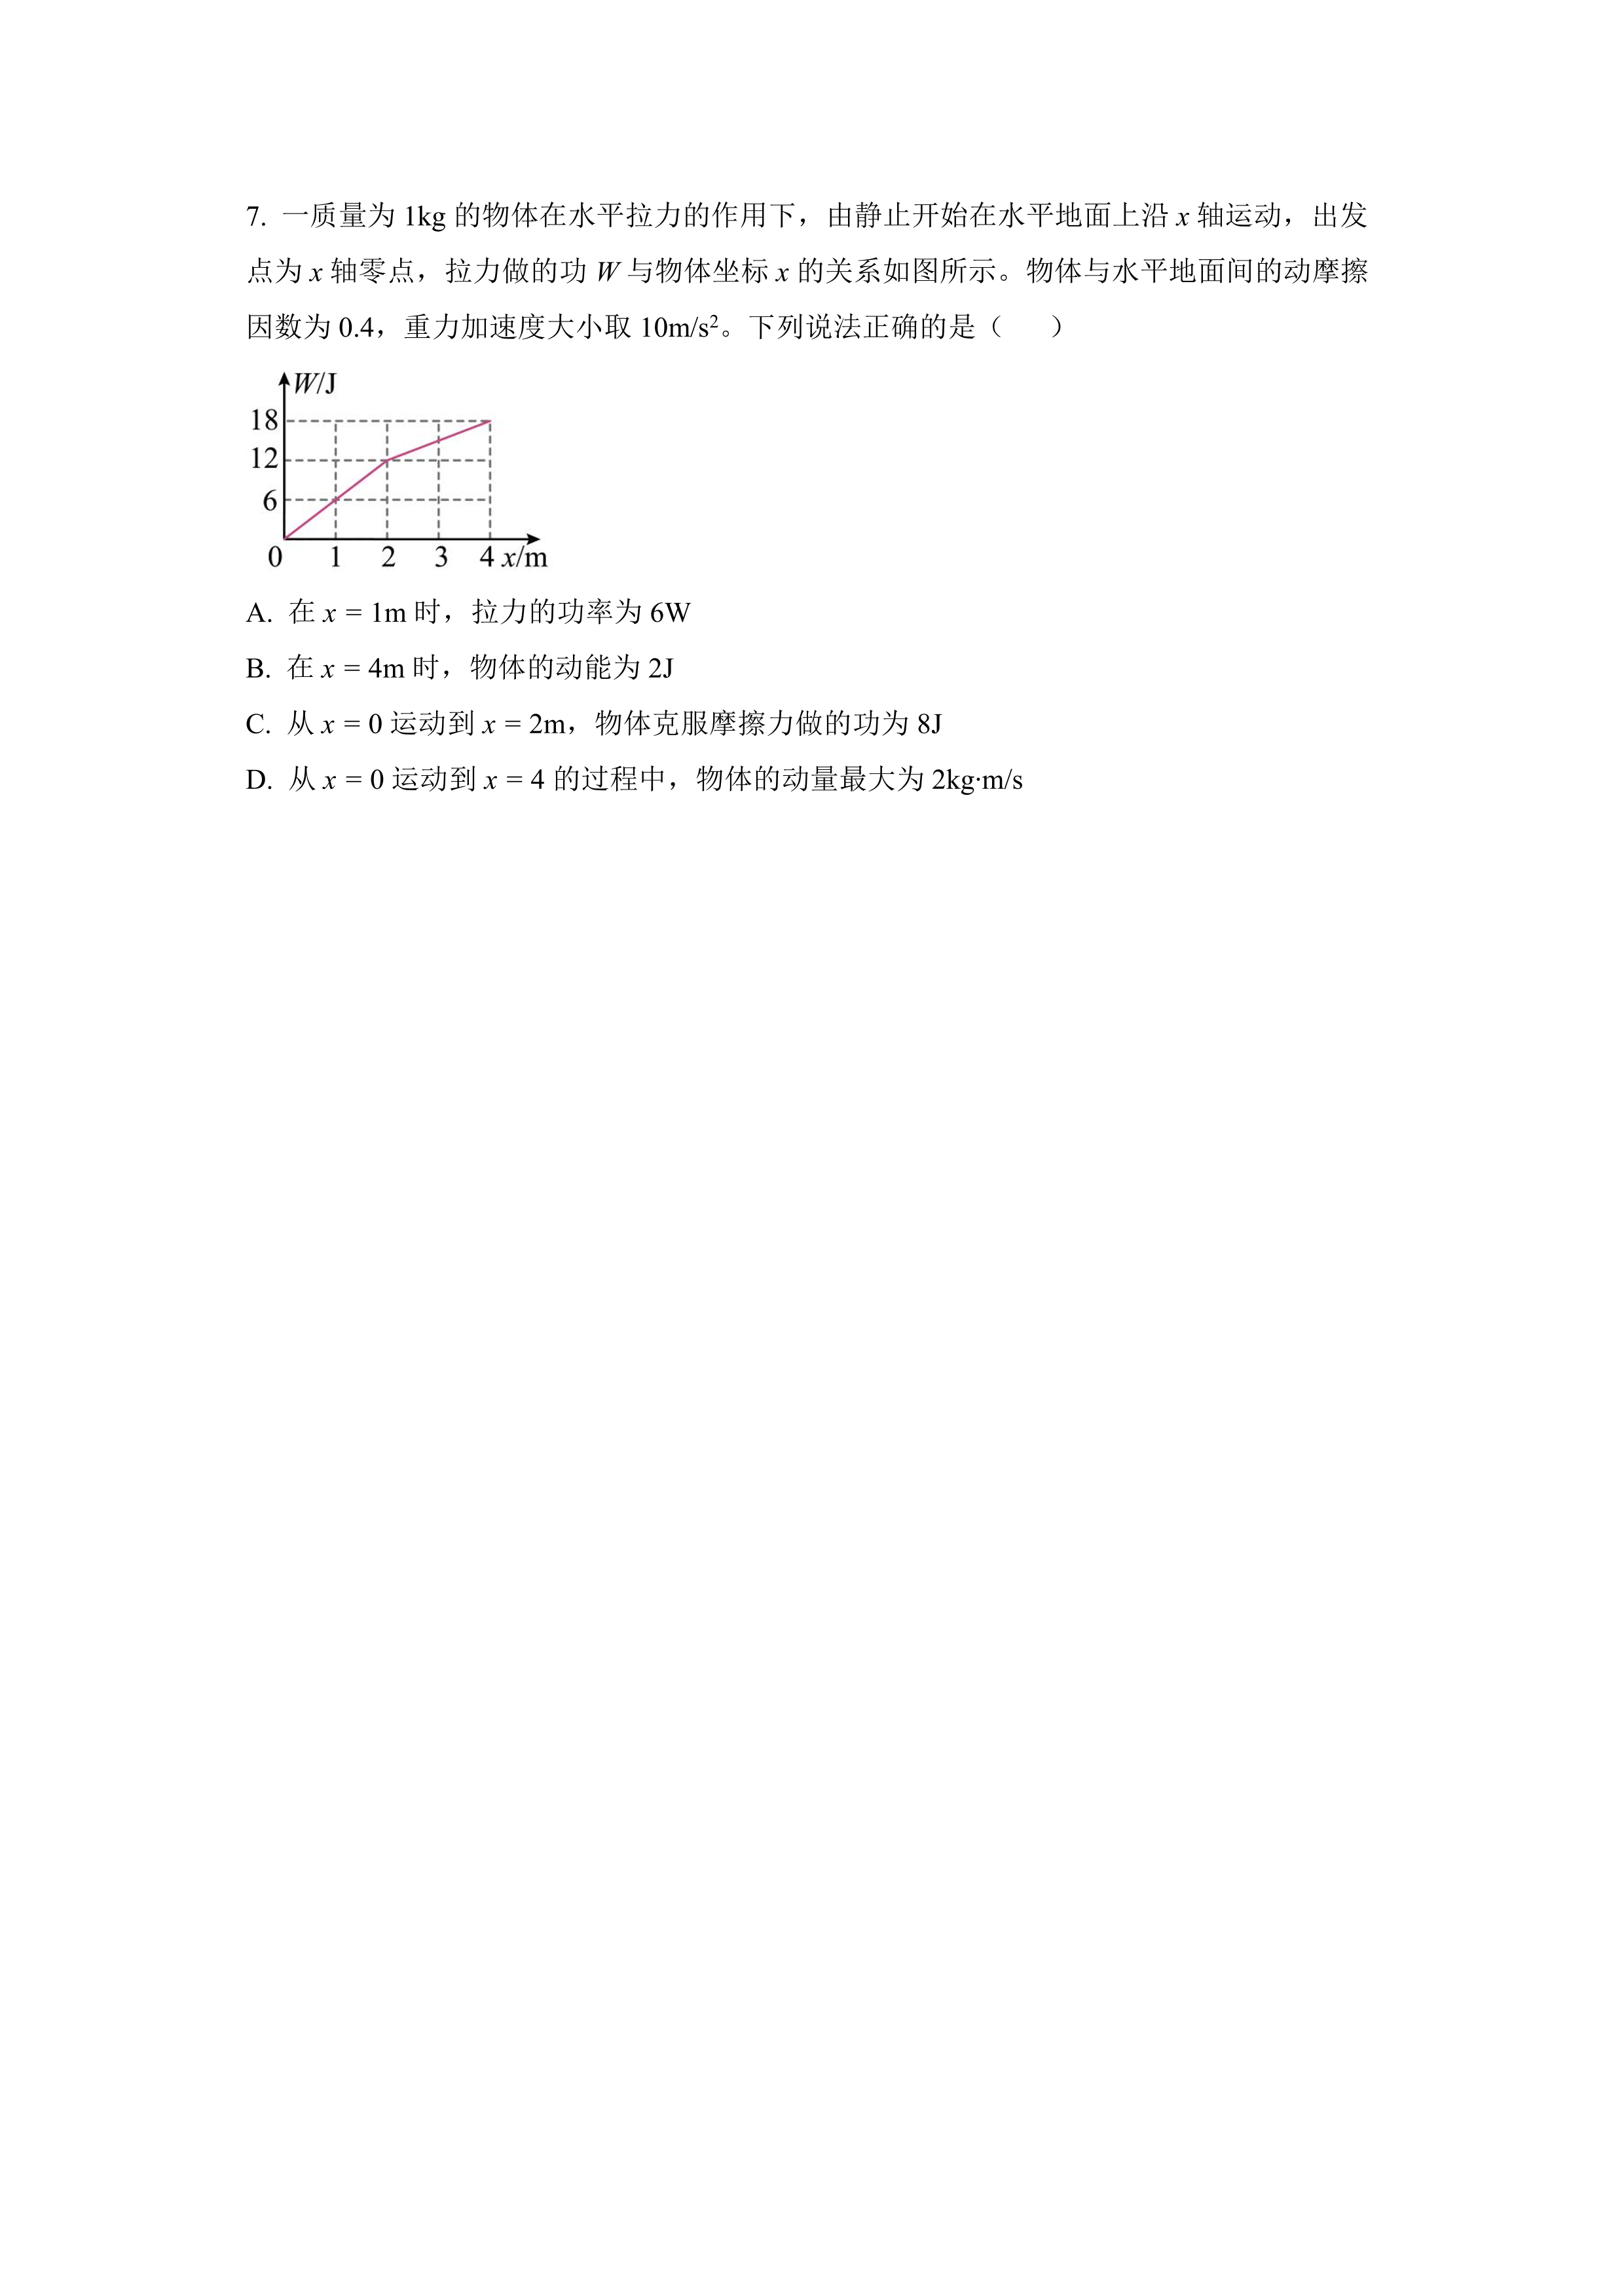 7. 一质量为 1kg 的物体在水平拉力的作用下，由静止开始在水平地面上沿 x 轴运动，出发
点为 x 轴零点，拉力做的功 W 与物体坐标 x 的关系如图所示。物体与水平地面间的动摩擦
因数为 0.4，重力加速度大小取 10m/s²。下列说法正确的是（　　）
W/J
18
12
6
0 1 2 3 4 x/m
A. 在 x = 1m 时，拉力的功率为 6W
B. 在 x = 4m 时，物体的动能为 2J
C. 从 x = 0 运动到 x = 2m，物体克服摩擦力做的功为 8J
D. 从 x = 0 运动到 x = 4 的过程中，物体的动量最大为 2kg·m/s